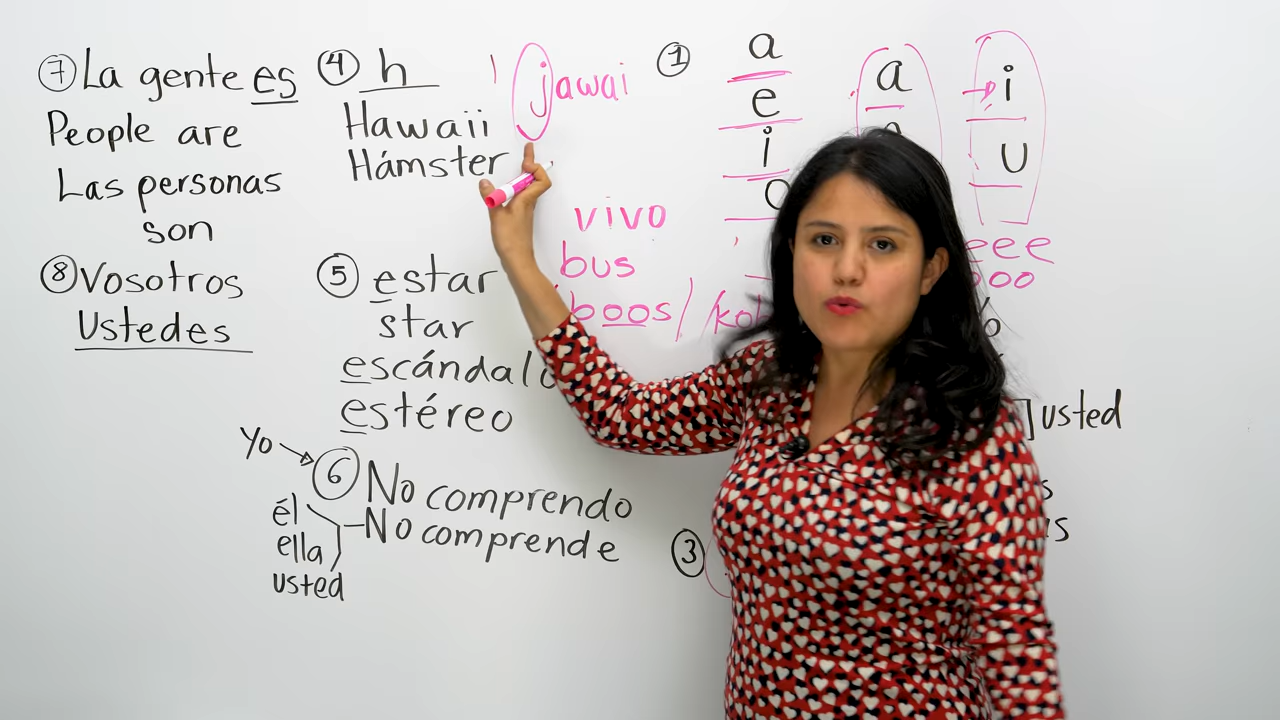 ⑦ La gente es
People are
Las personas
son
⑧ Vosotros
Ustedes
④ h
Hawaii
Hámster
jawai
⑤ estar
star
escándalo
estéreo
Yo
⑥ No comprendo
él
ella
usted
No comprende
vivo
bus
boos/
①
a
e
i
o
a
i
u
eee
usted
③